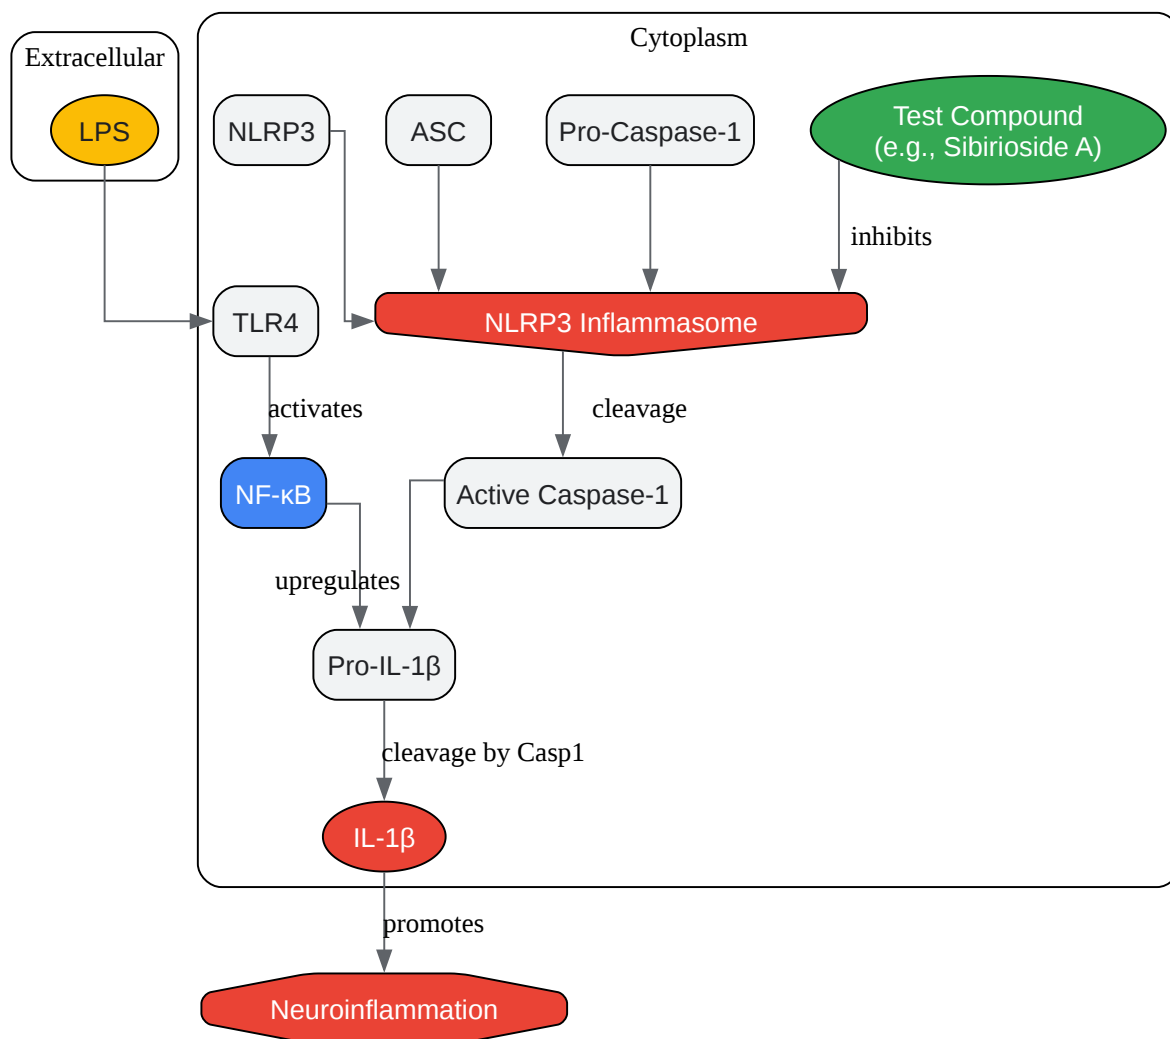 Cytoplasm
Extracellular
LPS
NLRP3
ASC
Pro-Caspase-1
Test Compound
(e.g., Sibirioside A)
inhibits
TLR4
NLRP3 Inflammasome
activates
cleavage
NF-κB
Active Caspase-1
upregulates
Pro-IL-1β
cleavage by Casp1
IL-1β
promotes
Neuroinflammation